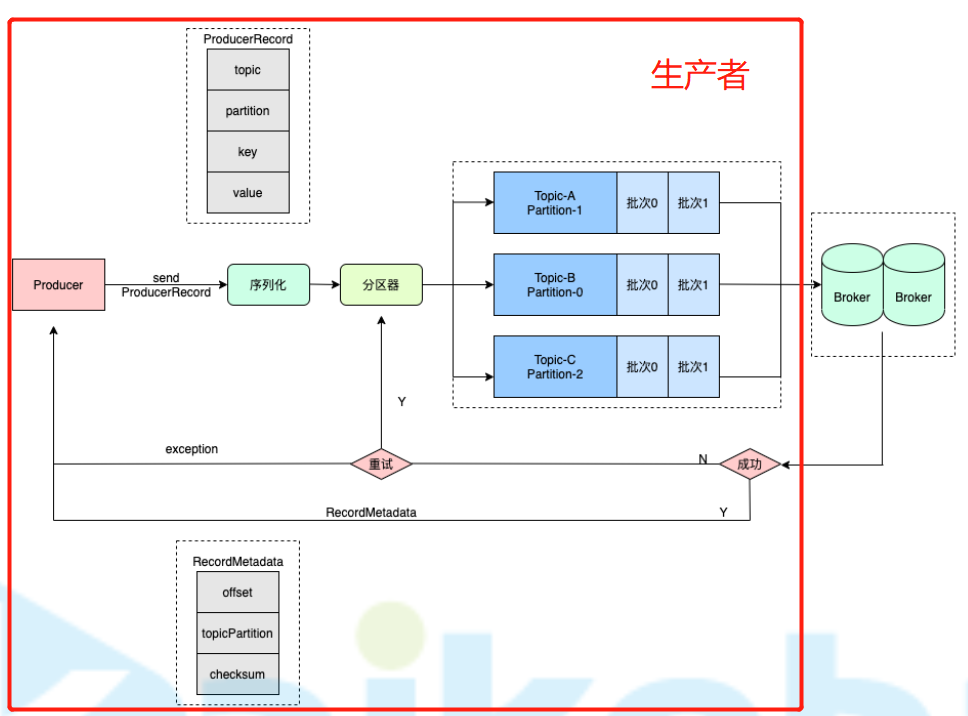 ProducerRecord
topic
partition
key
value
生产者
Topic-A
Partition-1
批次0
批次1
Producer
send
ProducerRecord
序列化
分区器
Topic-B
Partition-0
批次0
批次1
Broker
Broker
Topic-C
Partition-2
批次0
批次1
Y
exception
重试
N
成功
RecordMetadata
Y
RecordMetadata
offset
topicPartition
checksum